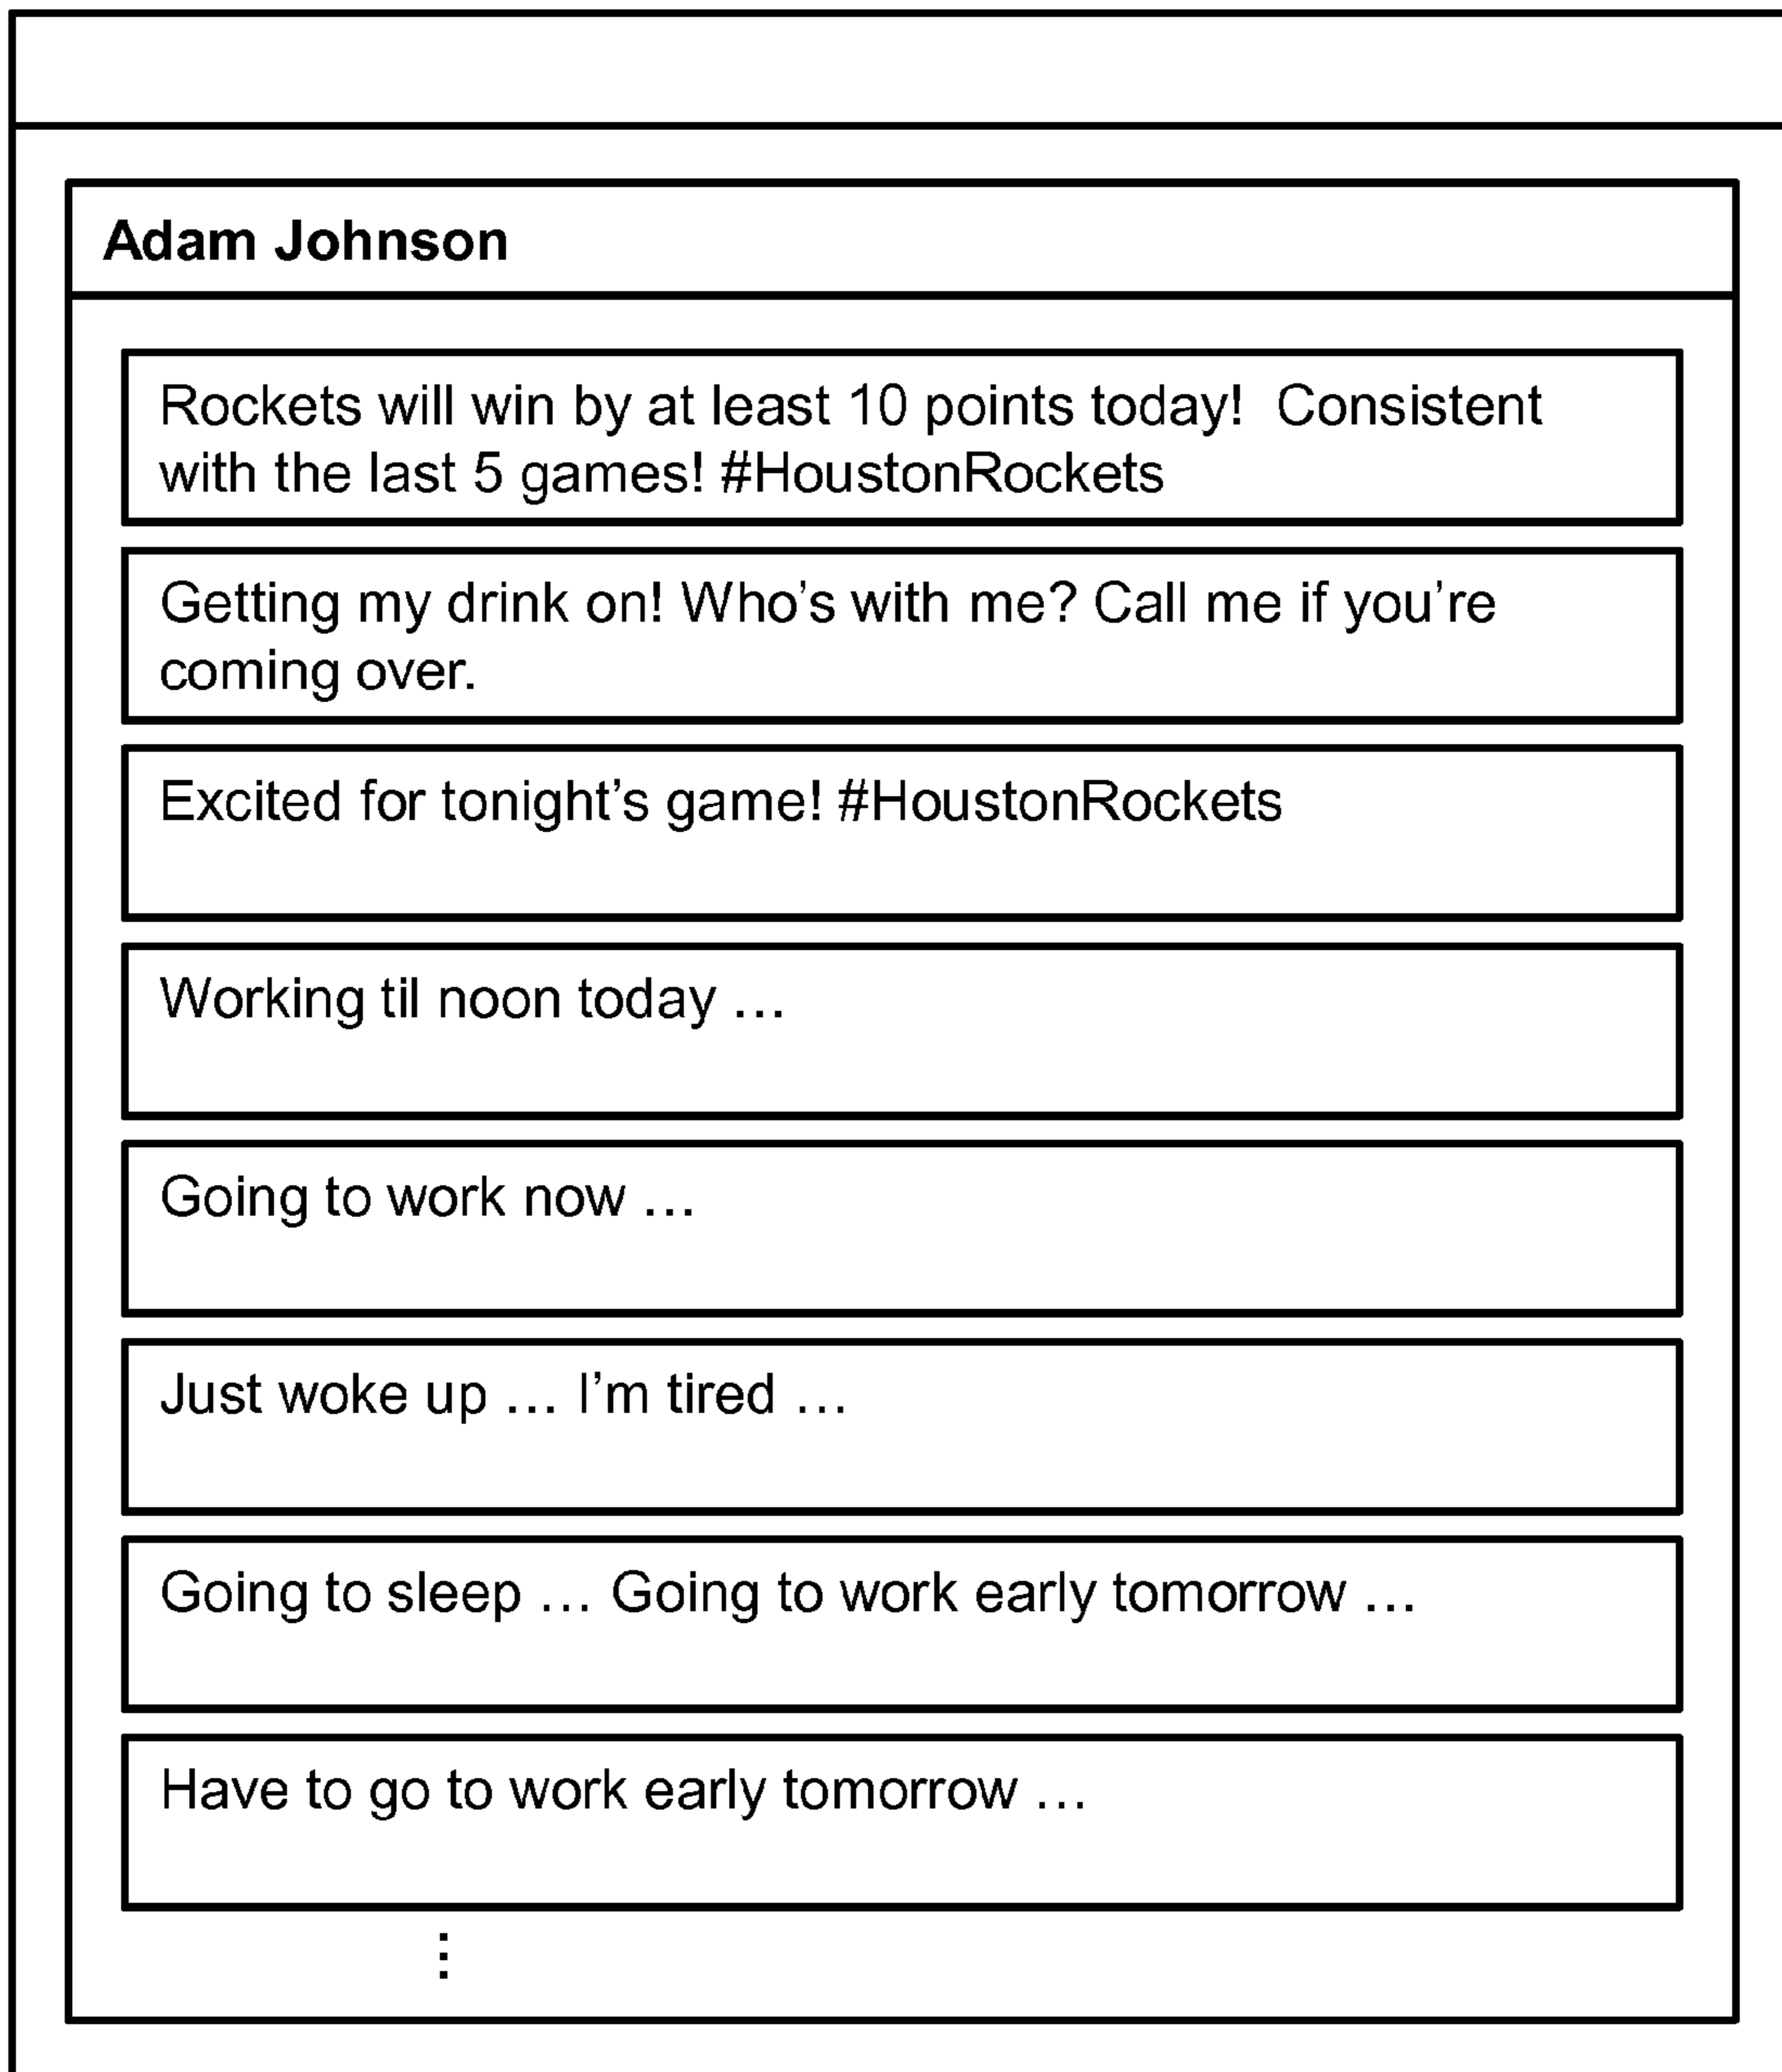 Adam Johnson
Rockets will win by at least 10 points today!  Consistent
with the last 5 games! #HoustonRockets
Getting my drink on! Who’s with me? Call me if you’re
coming over.
Excited for tonight’s game! #HoustonRockets
Working til noon today …
Going to work now …
Just woke up … I’m tired …
Going to sleep … Going to work early tomorrow …
Have to go to work early tomorrow …